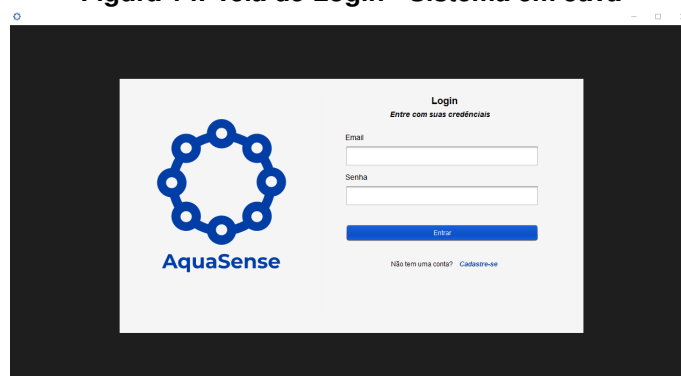 Login
Entre com suas credênciais
Email
Senha
Entrar
AquaSense
Não tem uma conta? Cadastre-se